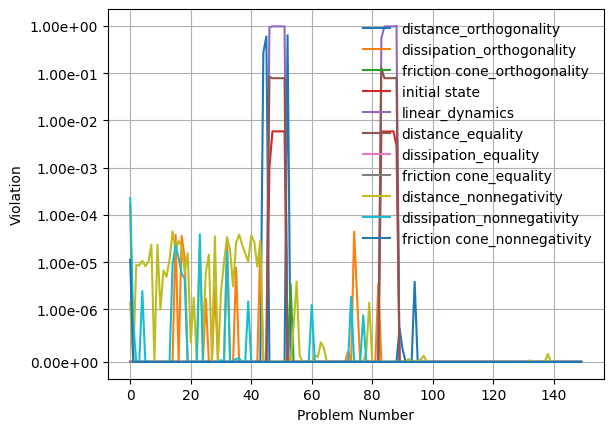 1.00e+00
1.00e-01
1.00e-02
1.00e-03
1.00e-04
1.00e-05
1.00e-06
0.00e+00
Violation
distance_orthogonality
dissipation_orthogonality
friction cone_orthogonality
initial state
linear_dynamics
distance_equality
dissipation_equality
friction cone_equality
distance_nonnegativity
dissipation_nonnegativity
friction cone_nonnegativity
0 20 40 60 80 100 120 140
Problem Number